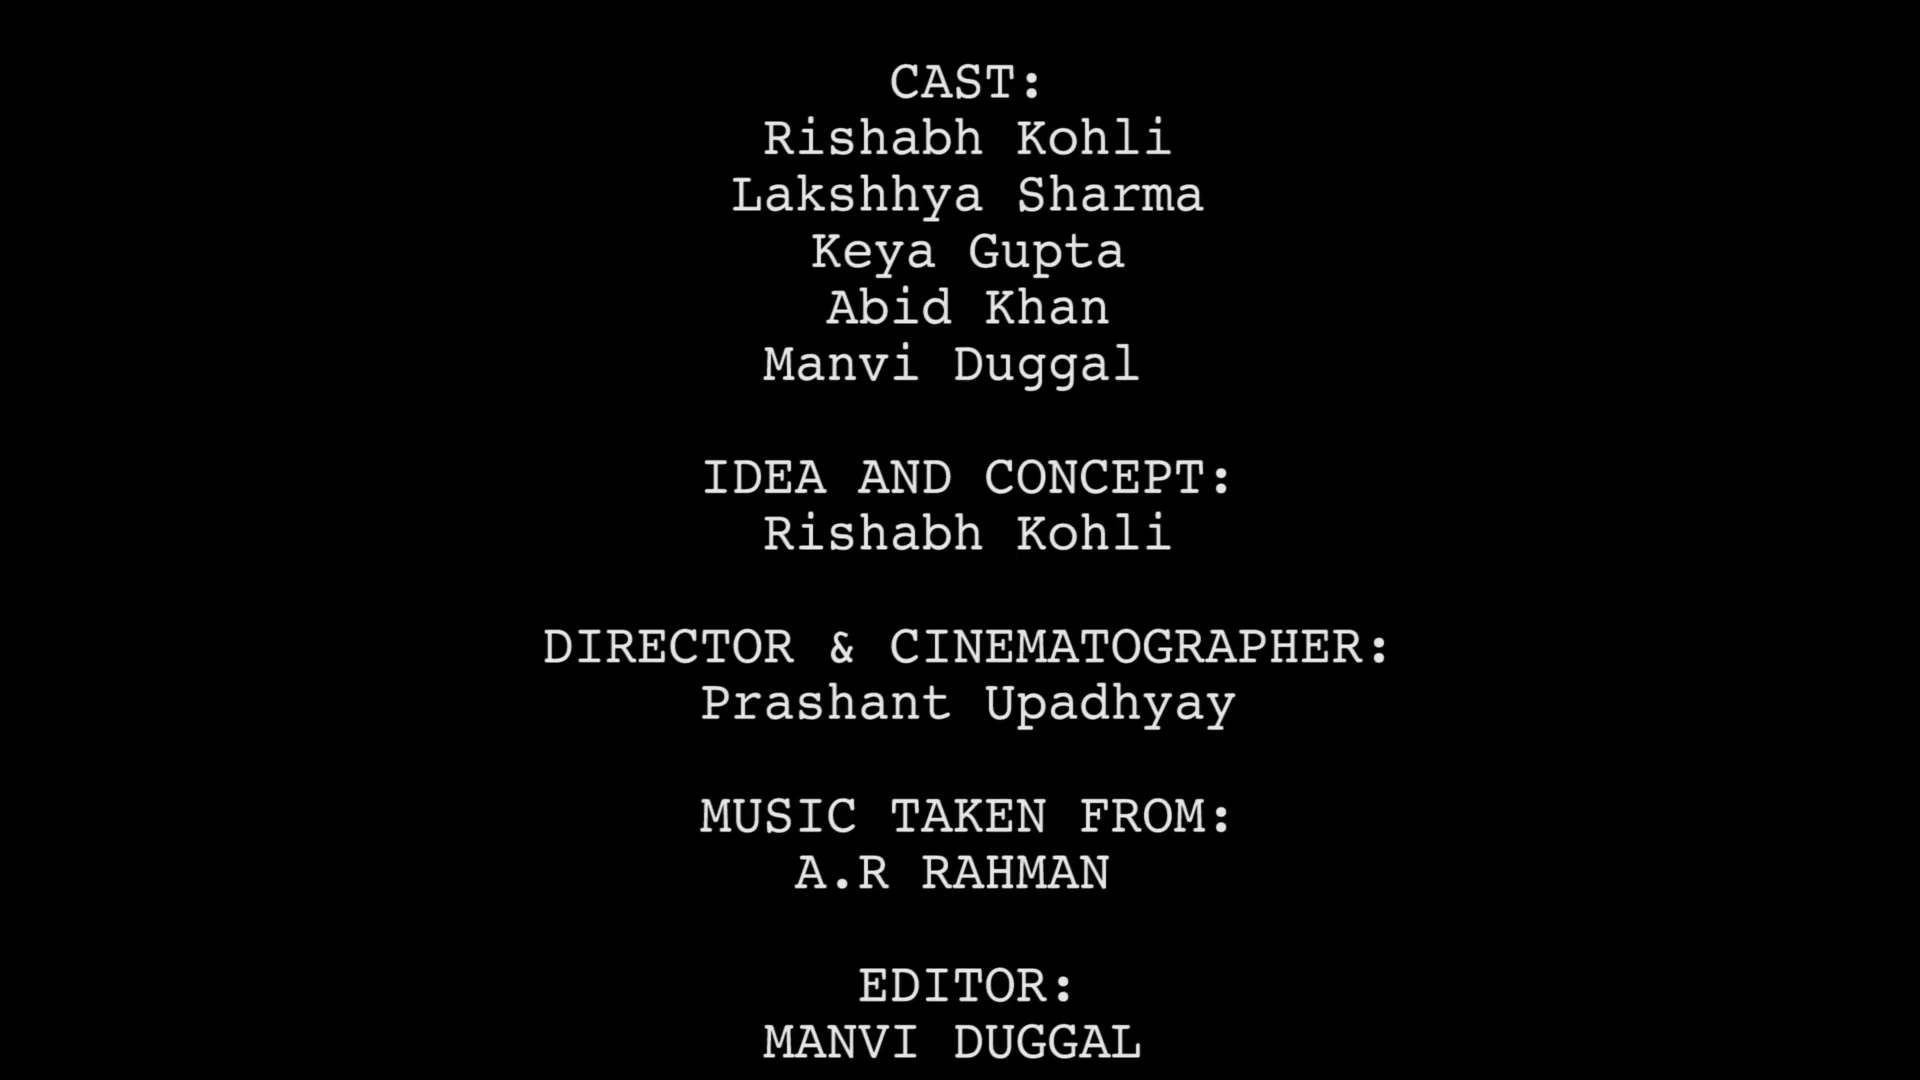 CAST:
Rishabh Kohli
Lakshhya Sharma
Keya Gupta
Abid Khan
Manvi Duggal
IDEA AND CONCEPT:
Rishabh Kohli
DIRECTOR & CINEMATOGRAPHER:
Prashant Upadhyay
MUSIC TAKEN FROM:
A.R RAHMAN
EDITOR:
MANVI DUGGAL